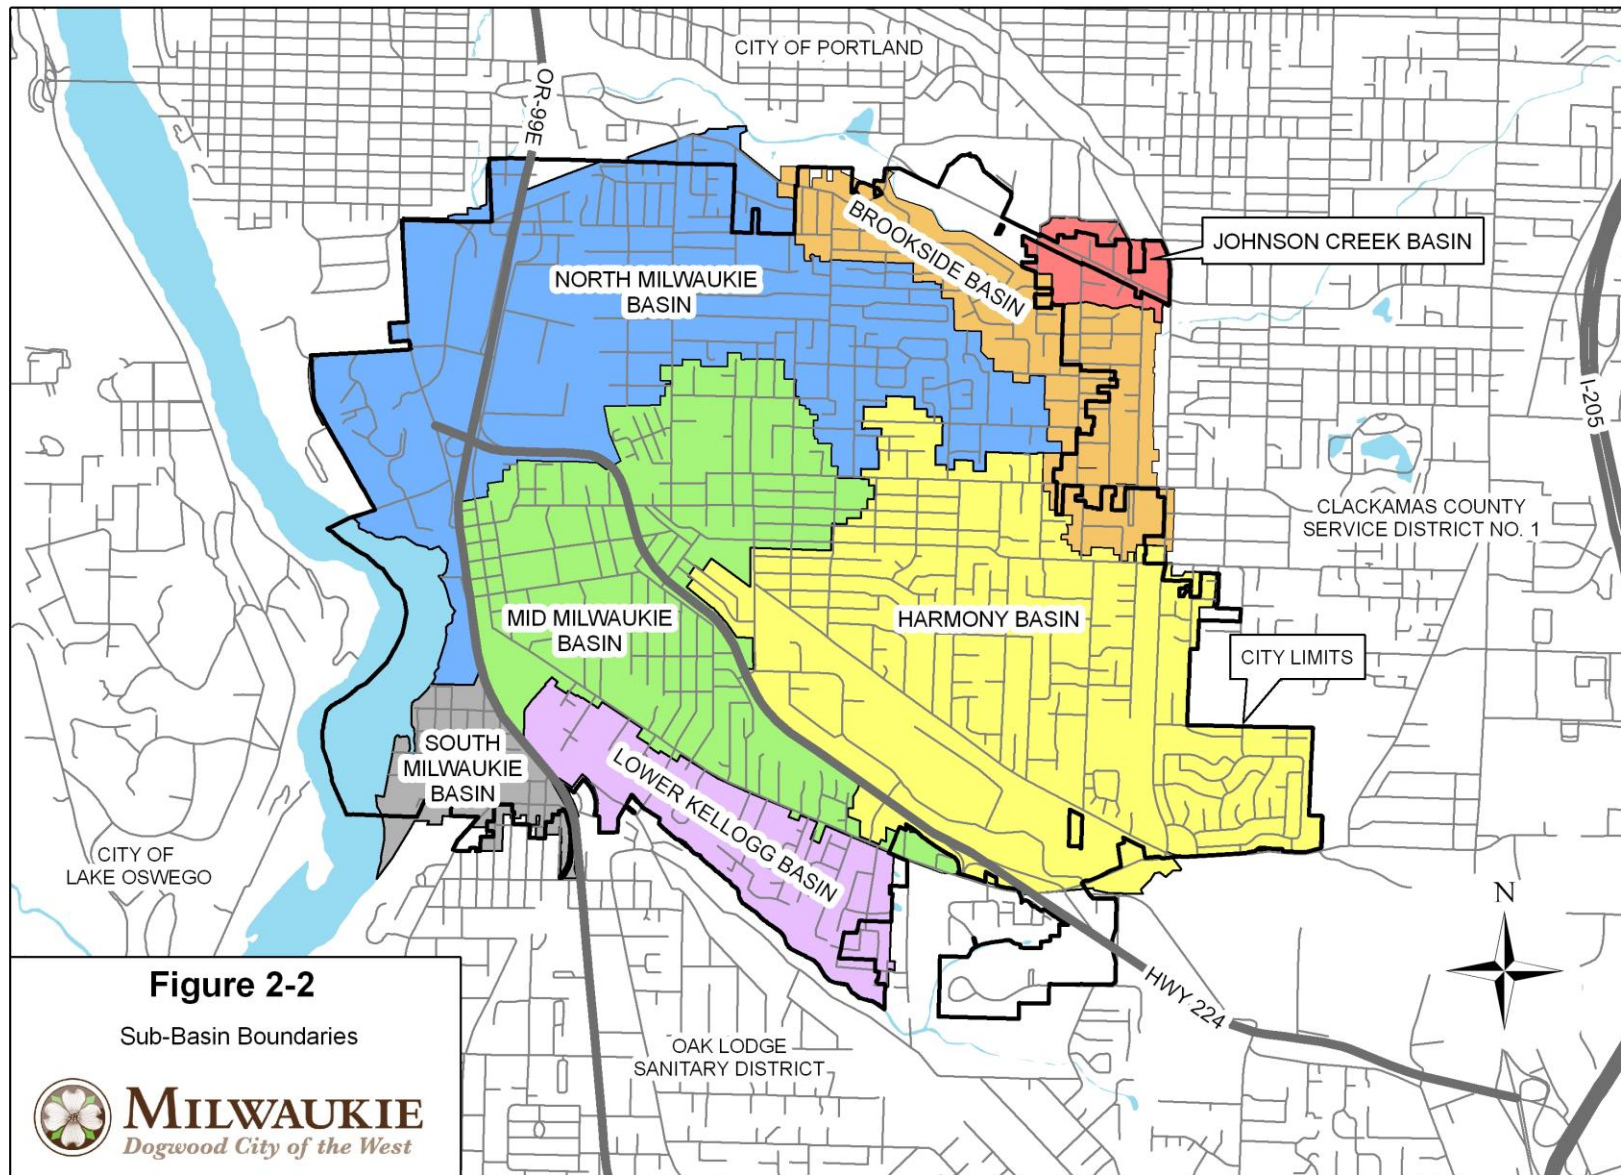 CITY OF PORTLAND
OR-99E
BROOKSIDE BASIN
JOHNSON CREEK BASIN
NORTH MILWAUKIE
BASIN
I-205
CLACKAMAS COUNTY
SERVICE DISTRICT NO. 1
MID MILWAUKIE
BASIN
HARMONY BASIN
CITY LIMITS
SOUTH
MILWAUKIE
BASIN
LOWER KELLOGG BASIN
CITY OF
LAKE OSWEGO
N
HWY 224
OAK LODGE
SANITARY DISTRICT
Figure 2-2
Sub-Basin Boundaries
MILWAUKIE
Dogwood City of the West